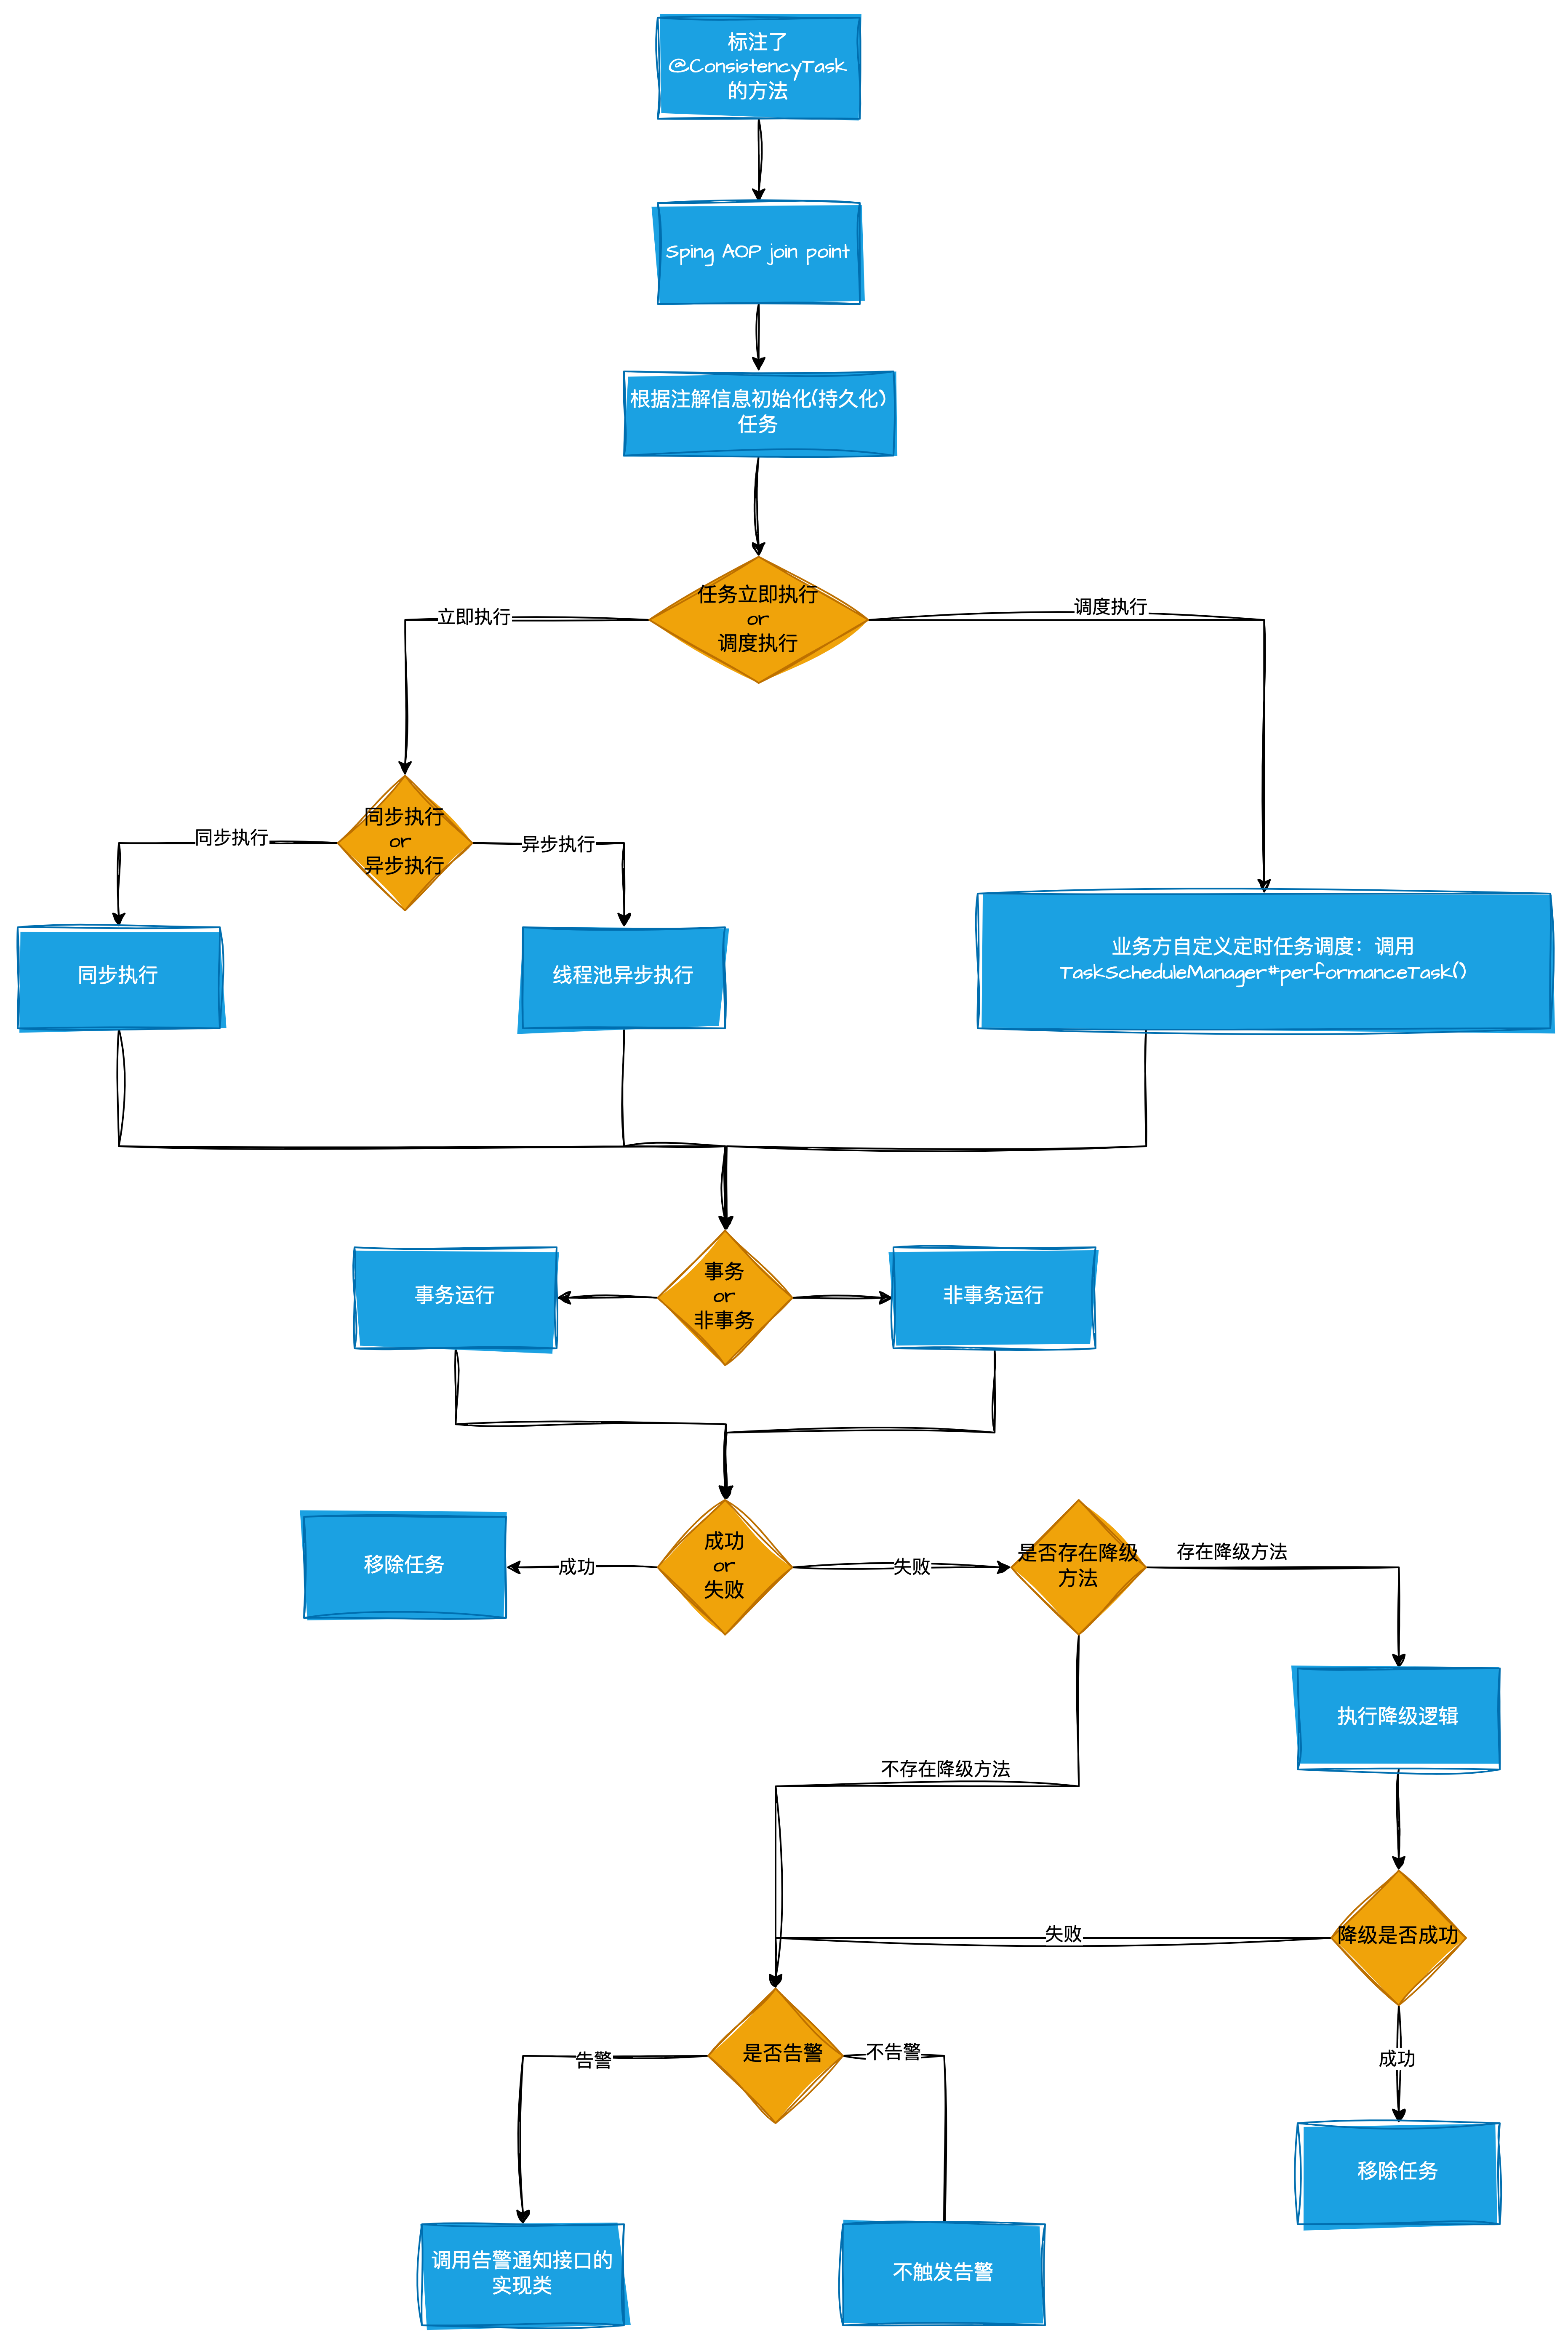 标注了
@ConsistencyTask
的方法
Sping AOP join point
根据注解信息初始化(持久化)
任务
任务立即执行
or
调度执行
立即执行
调度执行
同步执行
or
异步执行
同步执行
异步执行
同步执行
线程池异步执行
业务方自定义定时任务调度：调用
TaskScheduleManager#performanceTask()
事务运行
事务
or
非事务
非事务运行
移除任务
成功
成功
or
失败
失败
是否存在降级
方法
存在降级方法
执行降级逻辑
不存在降级方法
失败
降级是否成功
告警
是否告警
不告警
成功
移除任务
调用告警通知接口的
实现类
不触发告警